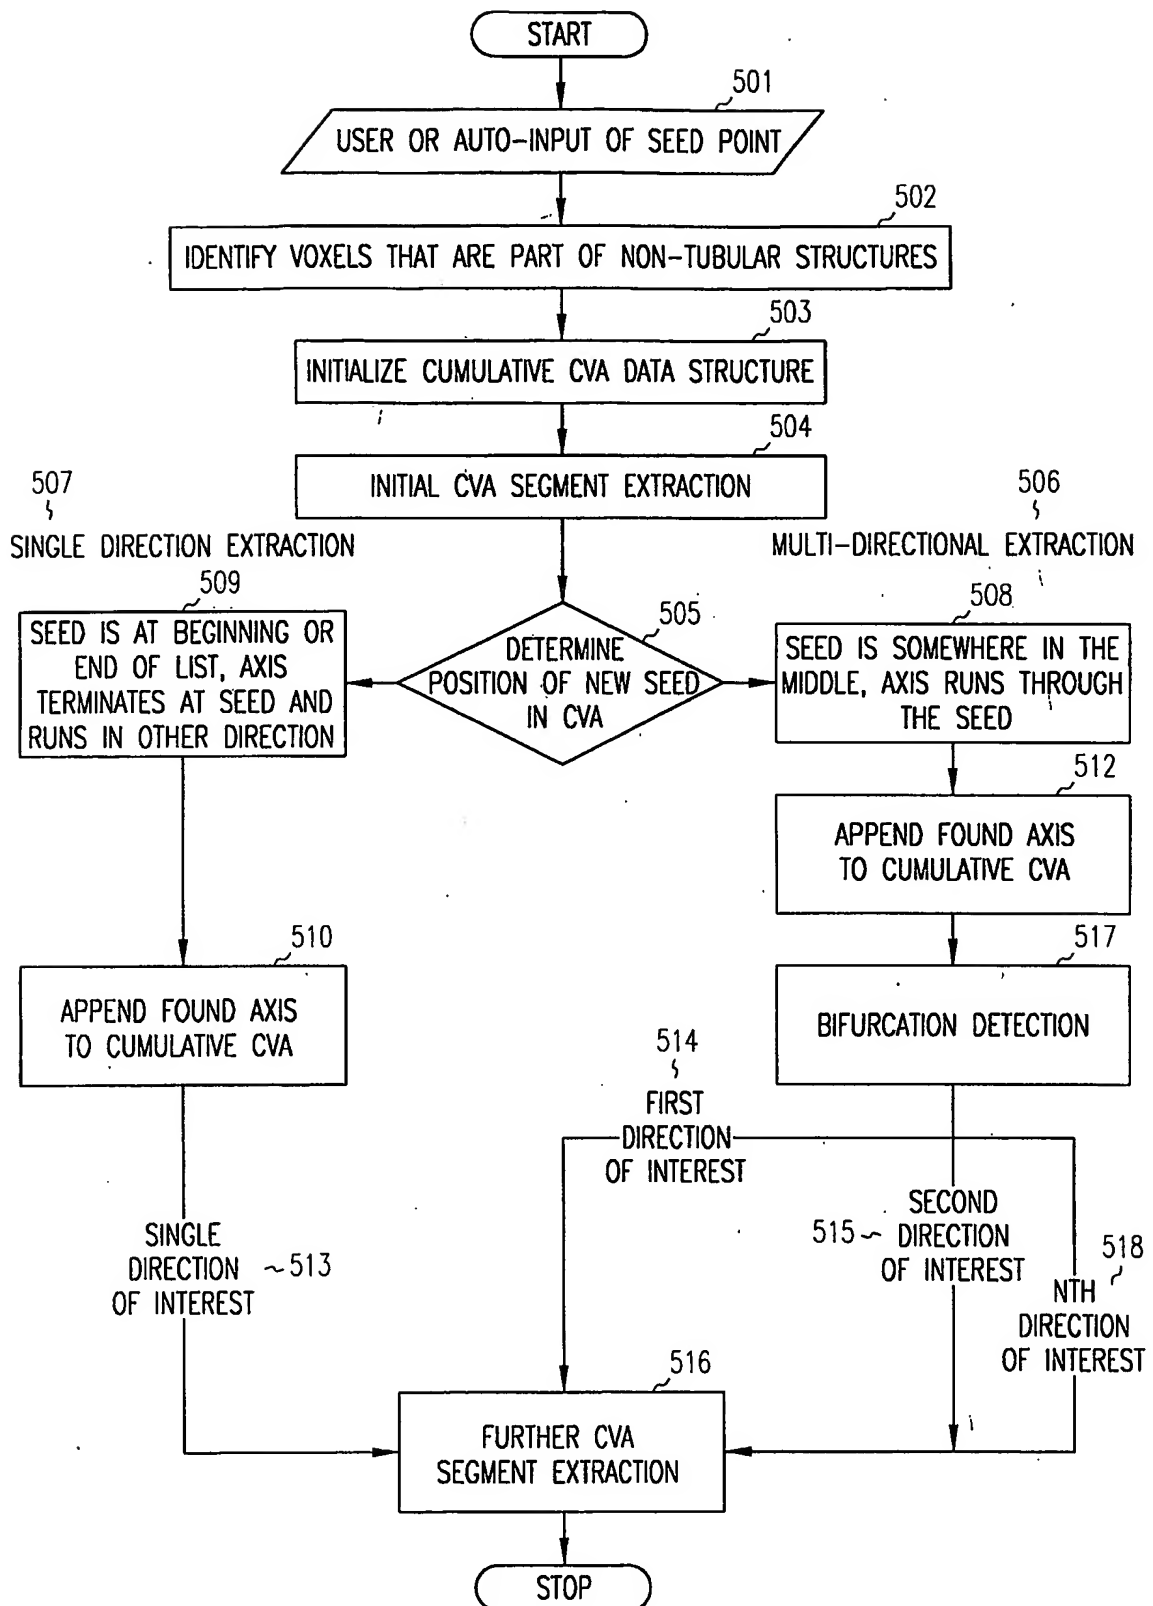 START
501
USER OR AUTO-INPUT OF SEED POINT
502
IDENTIFY VOXELS THAT ARE PART OF NON-TUBULAR STRUCTURES
503
INITIALIZE CUMULATIVE CVA DATA STRUCTURE
504
INITIAL CVA SEGMENT EXTRACTION
507
SINGLE DIRECTION EXTRACTION
506
MULTI-DIRECTIONAL EXTRACTION
509
SEED IS AT BEGINNING OR
END OF LIST, AXIS
TERMINATES AT SEED AND
RUNS IN OTHER DIRECTION
505
DETERMINE
POSITION OF NEW SEED
IN CVA
508
SEED IS SOMEWHERE IN THE
MIDDLE, AXIS RUNS THROUGH
THE SEED
512
APPEND FOUND AXIS
TO CUMULATIVE CVA
510
APPEND FOUND AXIS
TO CUMULATIVE CVA
517
BIFURCATION DETECTION
514
FIRST
DIRECTION
OF INTEREST
SINGLE
DIRECTION
OF INTEREST
513
515
SECOND
DIRECTION
OF INTEREST
518
NTH
DIRECTION
OF INTEREST
516
FURTHER CVA
SEGMENT EXTRACTION
STOP